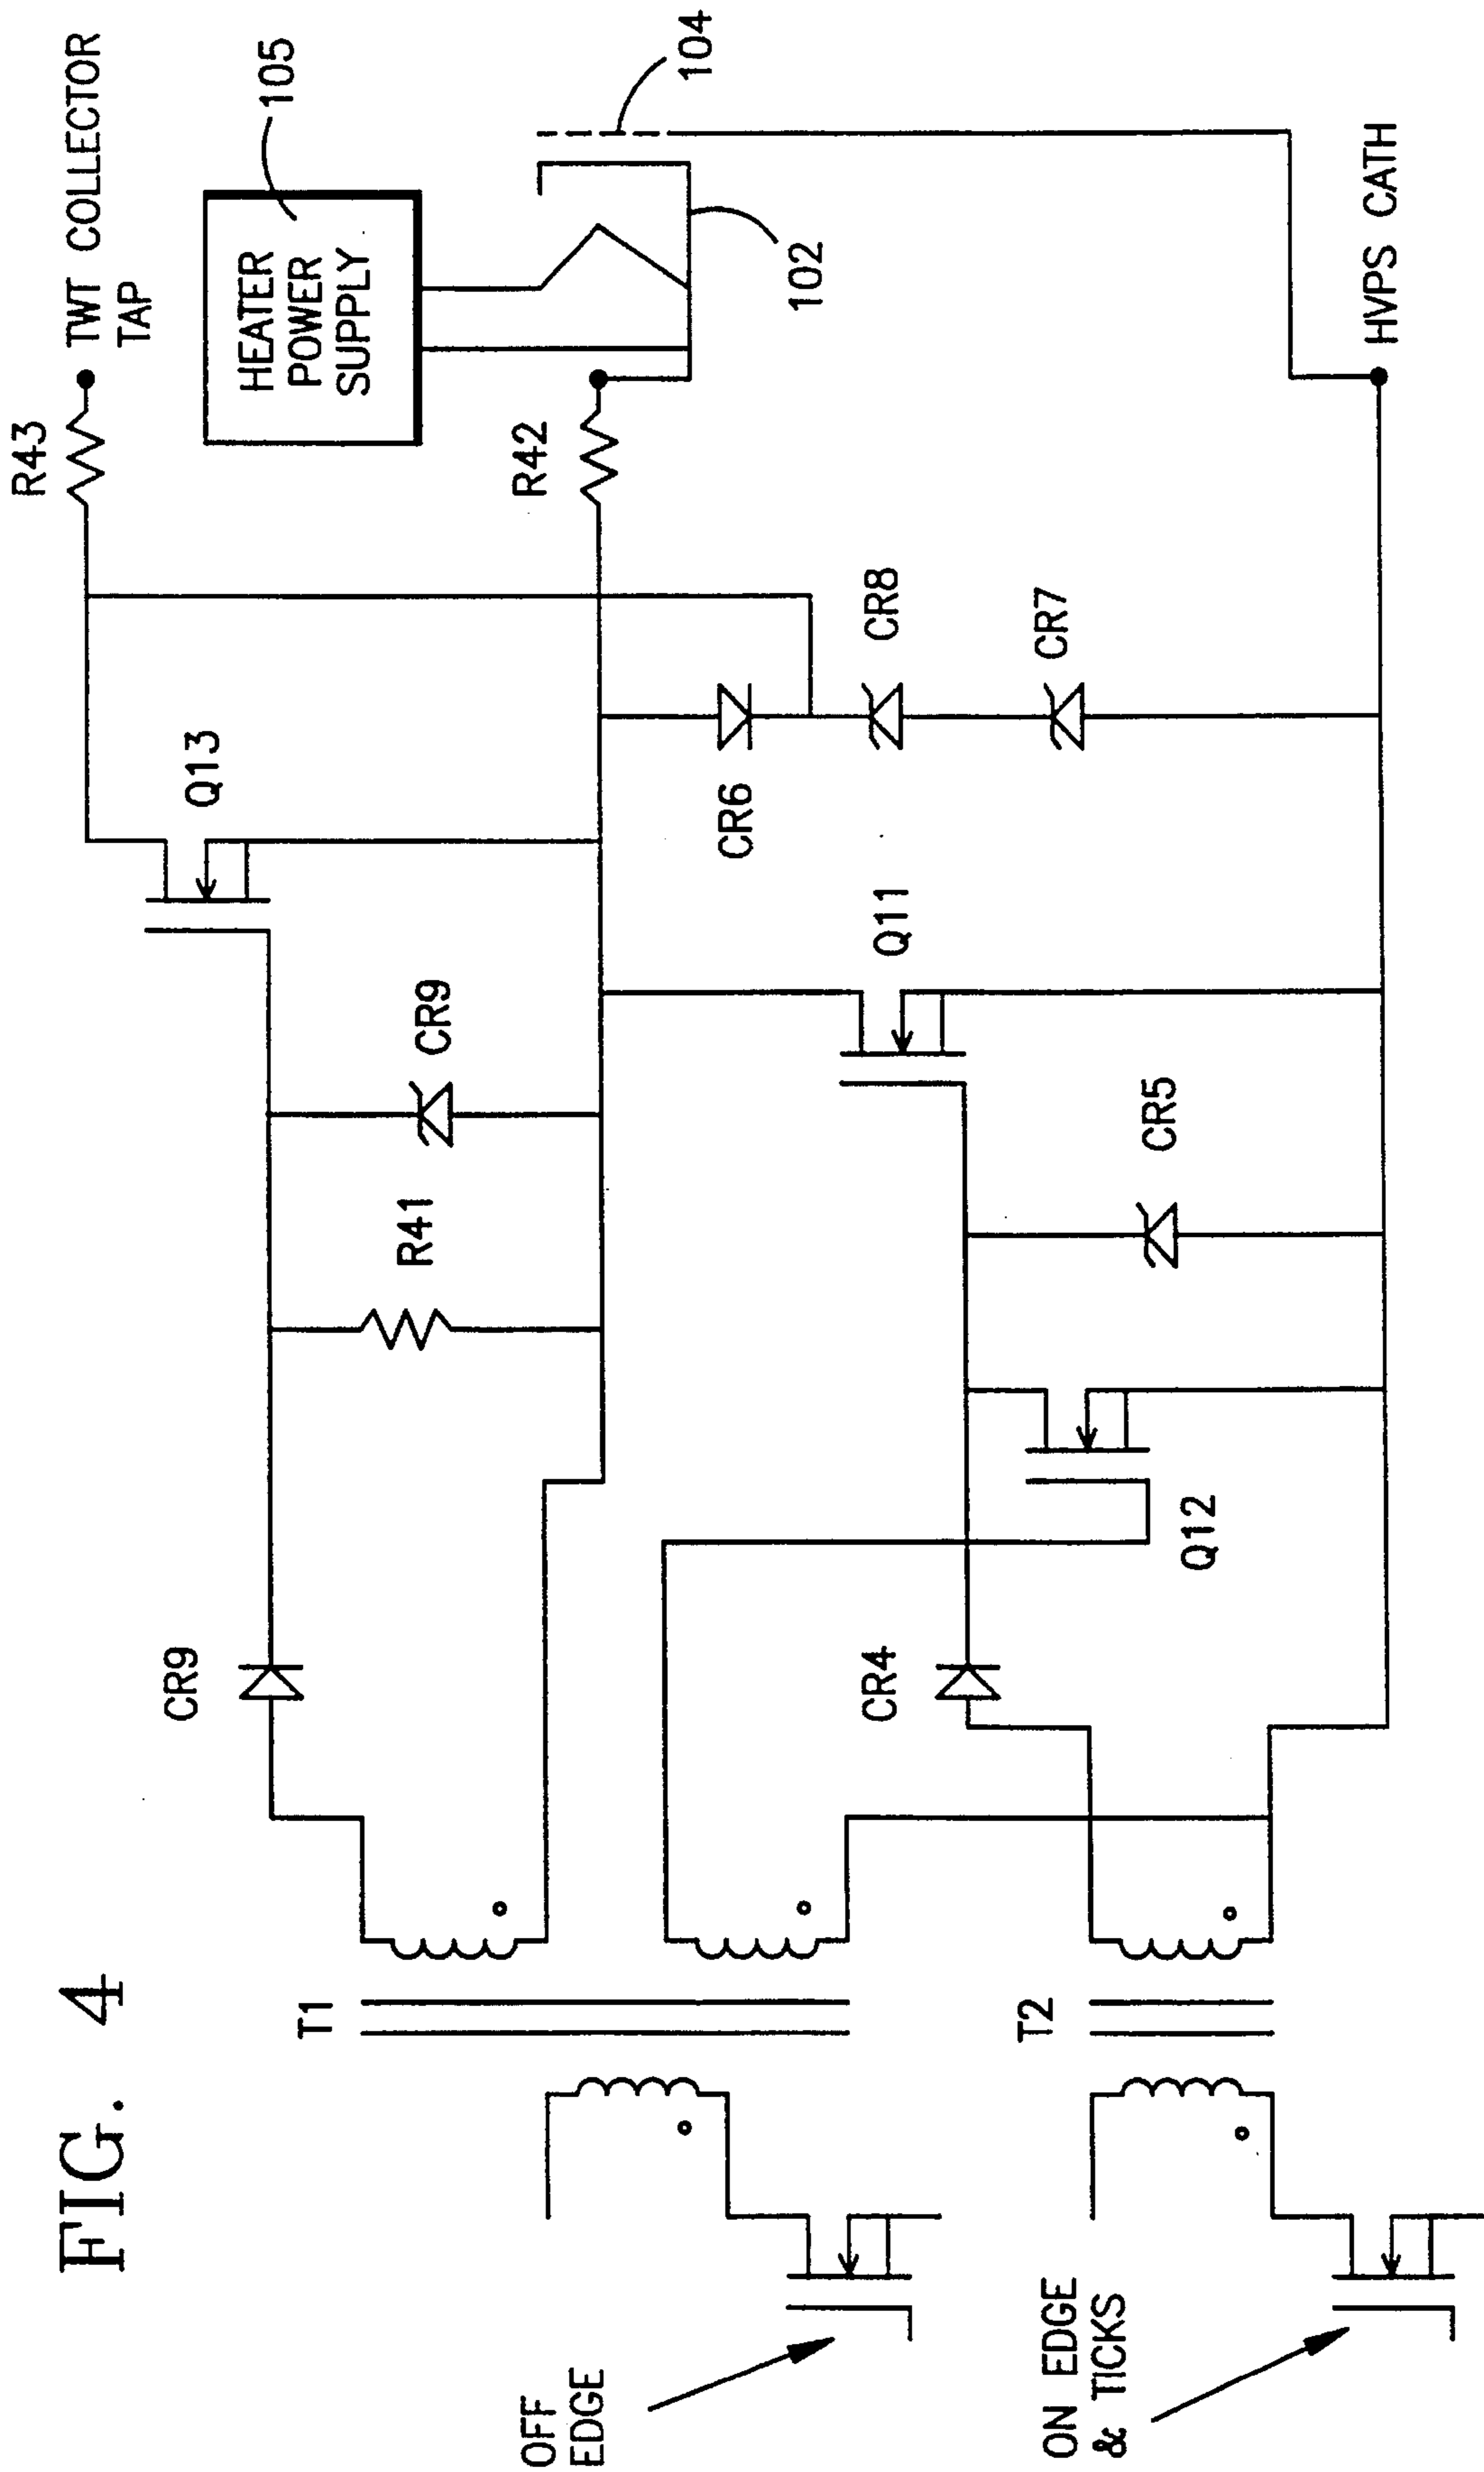 FIG. 4
OFF
EDGE
ON EDGE
& TICKS
T1
T2
CR9
CR4
Q12
R41
CR9
CR5
Q13
Q11
CR6
CR8
CR7
R43
R42
TWT COLLECTOR
TAP
HEATER
POWER
SUPPLY
105
104
102
HVPS CATH